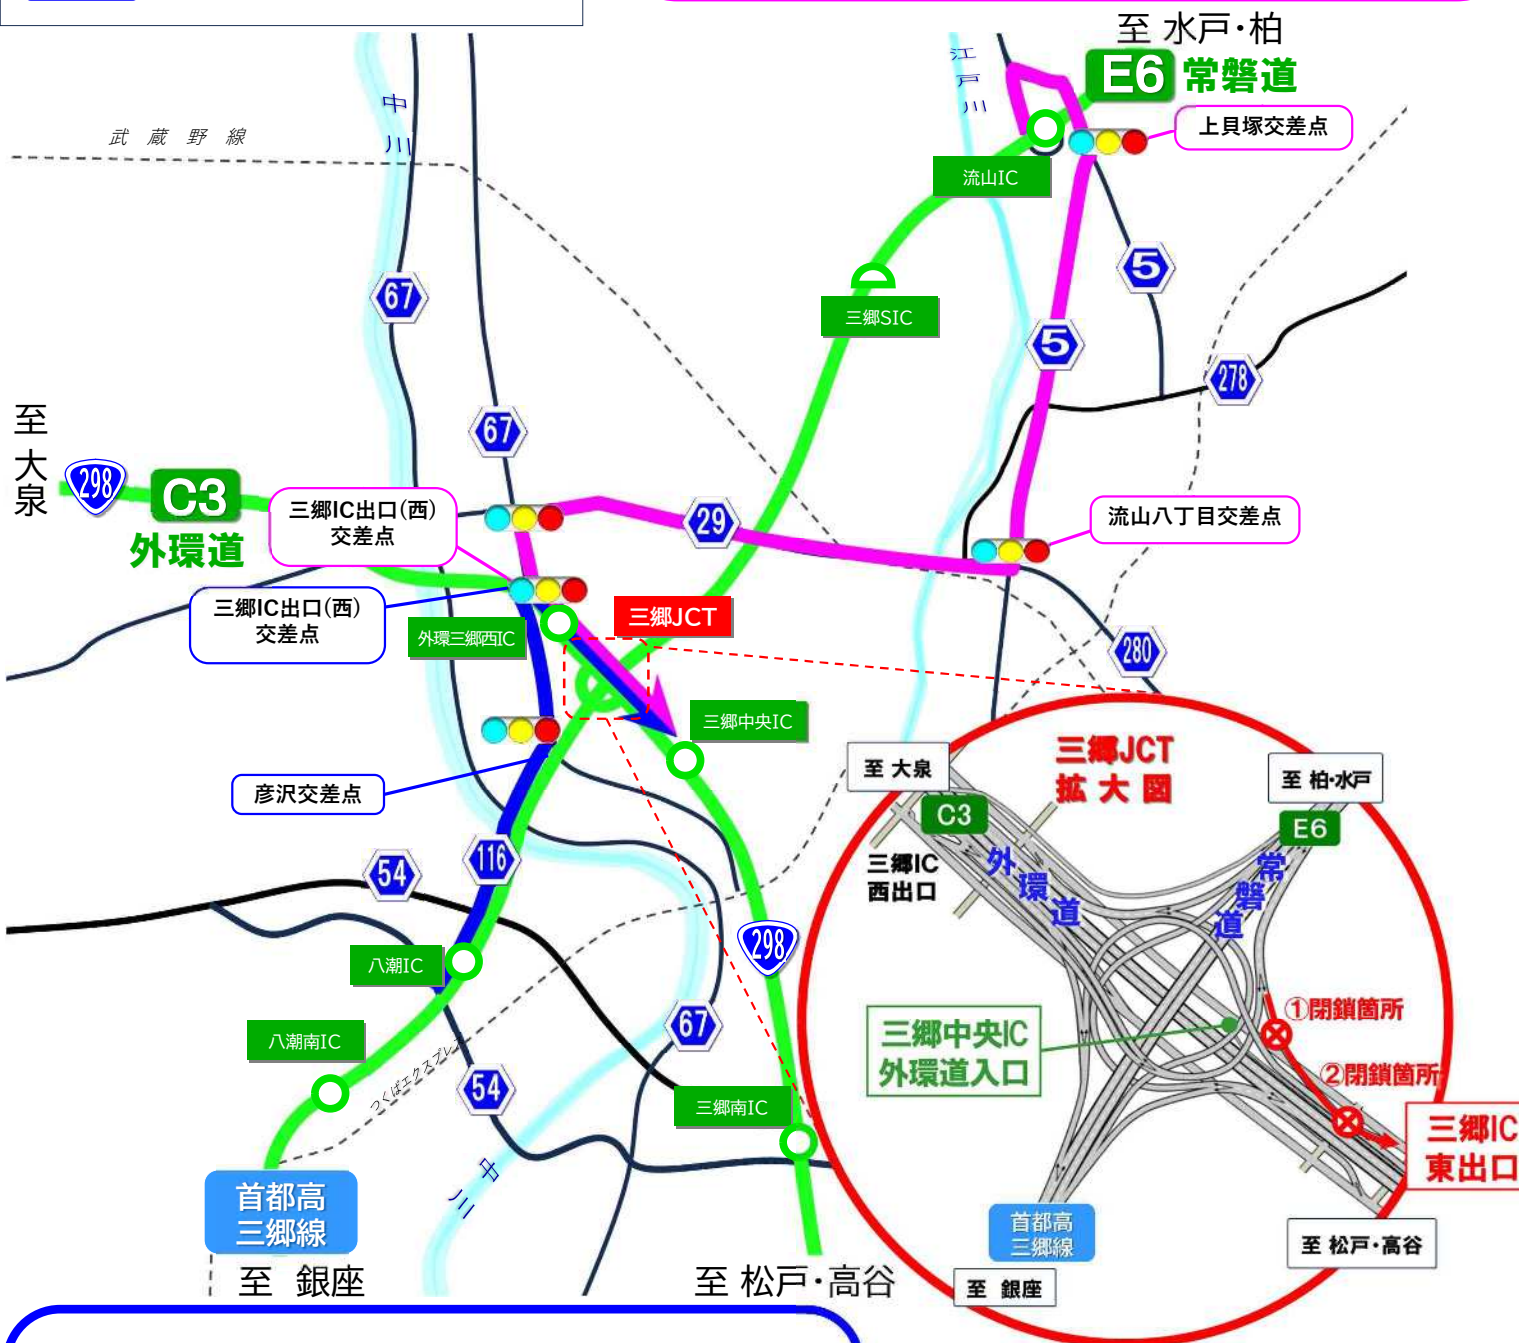 至 水戸・柏
E6 常磐道
江戸川
中川
武蔵野線
上貝塚交差点
流山IC
5
67
三郷SIC
5
278
67
至大泉
298
C3
外環道
三郷IC出口(西)
交差点
29
流山八丁目交差点
三郷IC出口(西)
交差点
三郷JCT
外環三郷西IC
280
三郷中央IC
彦沢交差点
三郷JCT
拡大図
至 大泉
至 柏・水戸
C3
E6
三郷IC
西出口
外環道
常磐道
116
54
298
八潮IC
①閉鎖箇所
三郷中央IC
外環道入口
67
八潮南IC
②閉鎖箇所
つくばエクスプレス
54
三郷南IC
三郷IC
東出口
中川
首都高
三郷線
首都高
三郷線
至 松戸・高谷
至 銀座
至 松戸・高谷
至 銀座